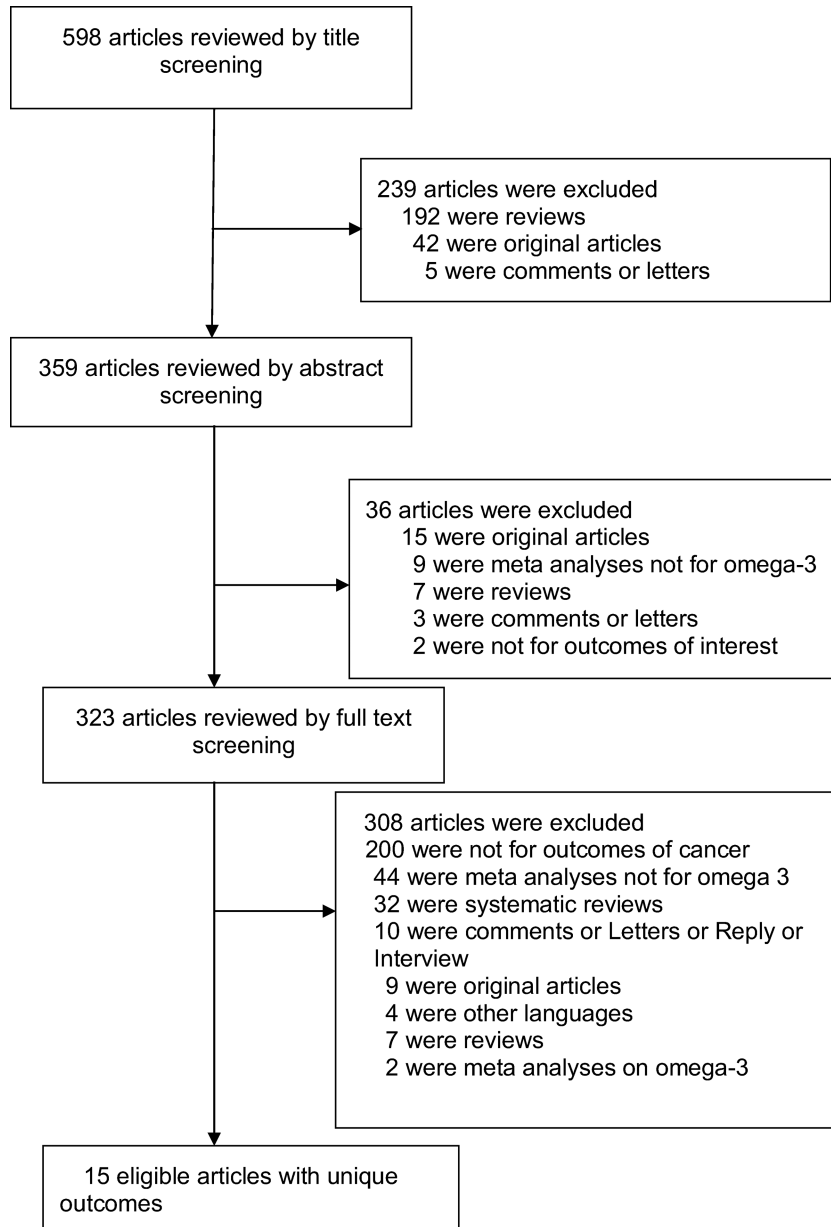 598 articles reviewed by title
screening
239 articles were excluded
192 were reviews
42 were original articles
5 were comments or letters
359 articles reviewed by abstract
screening
36 articles were excluded
15 were original articles
9 were meta analyses not for omega-3
7 were reviews
3 were comments or letters
2 were not for outcomes of interest
323 articles reviewed by full text
screening
308 articles were excluded
200 were not for outcomes of cancer
44 were meta analyses not for omega 3
32 were systematic reviews
10 were comments or Letters or Reply or
Interview
9 were original articles
4 were other languages
7 were reviews
2 were meta analyses on omega-3
15 eligible articles with unique
outcomes